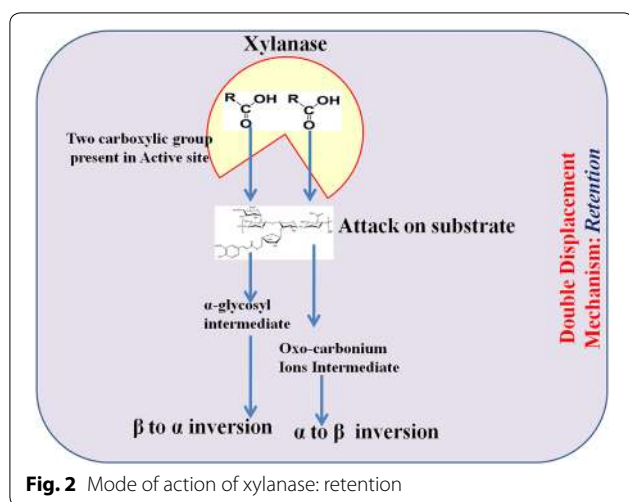 Xylanase
R OH R OH
O O
Two carboxylic group
present in Active site
Attack on substrate
α-glycosyl
intermediate
Oxo-carbonium
Ions Intermediate
β to α inversion
α to β inversion
Double Displacement
Mechanism: Retention
Fig. 2 Mode of action of xylanase: retention